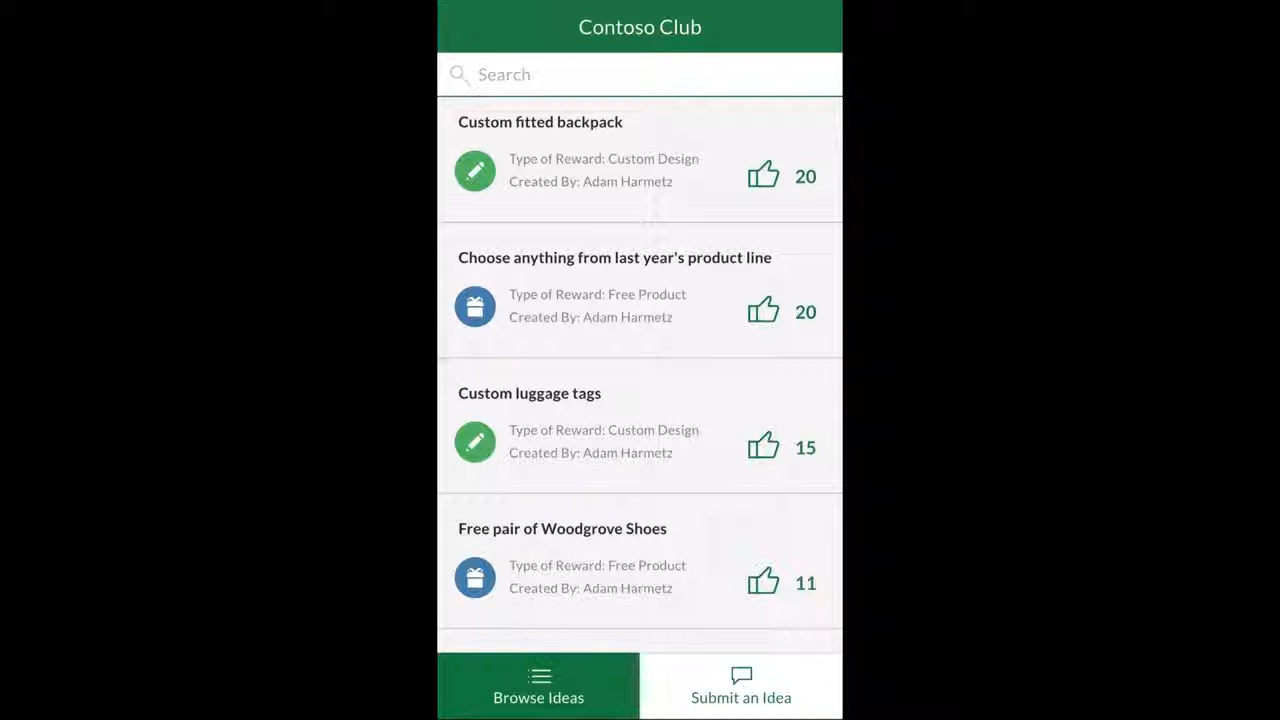 Contoso Club
Search
Custom fitted backpack
Type of Reward: Custom Design
Created By: Adam Harmetz
20
Choose anything from last year's product line
Type of Reward: Free Product
Created By: Adam Harmetz
20
Custom luggage tags
Type of Reward: Custom Design
Created By: Adam Harmetz
15
Free pair of Woodgrove Shoes
Type of Reward: Free Product
Created By: Adam Harmetz
11
Browse Ideas
Submit an Idea